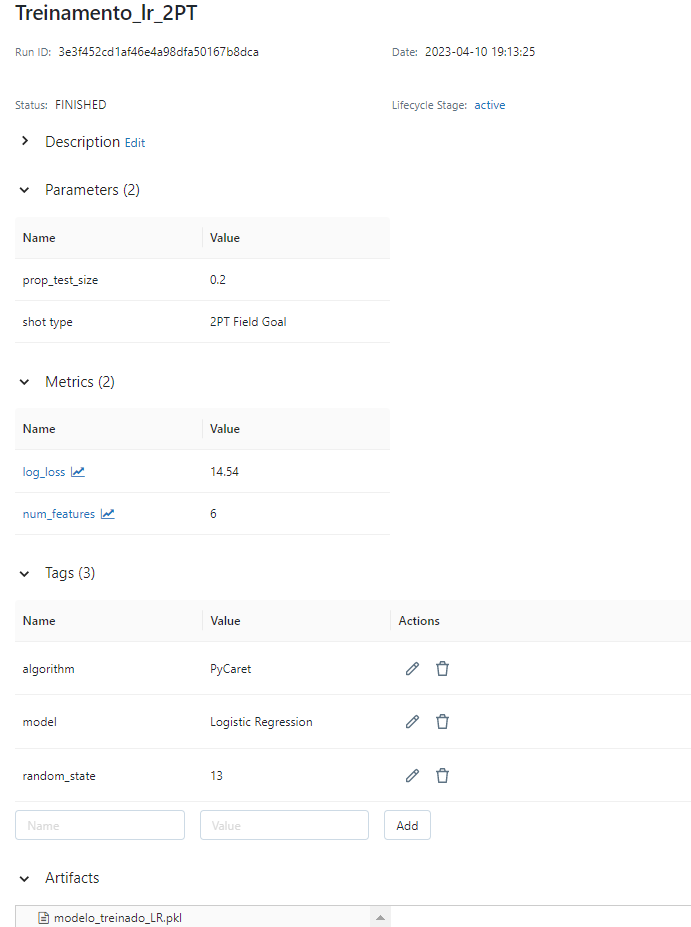 Treinamento_lr_2PT
Run ID: 3e3f452cd1af46e4a98dfa50167b8dca Date: 2023-04-10 19:13:25
Status: FINISHED Lifecycle Stage: active
Description Edit
Parameters (2)
Name Value
prop_test_size 0.2
shot type 2PT Field Goal
Metrics (2)
Name Value
log_loss 14.54
num_features 6
Tags (3)
Name Value Actions
algorithm PyCaret
model Logistic Regression
random_state 13
Name Value Add
Artifacts
modelo_treinado_LR.pkl